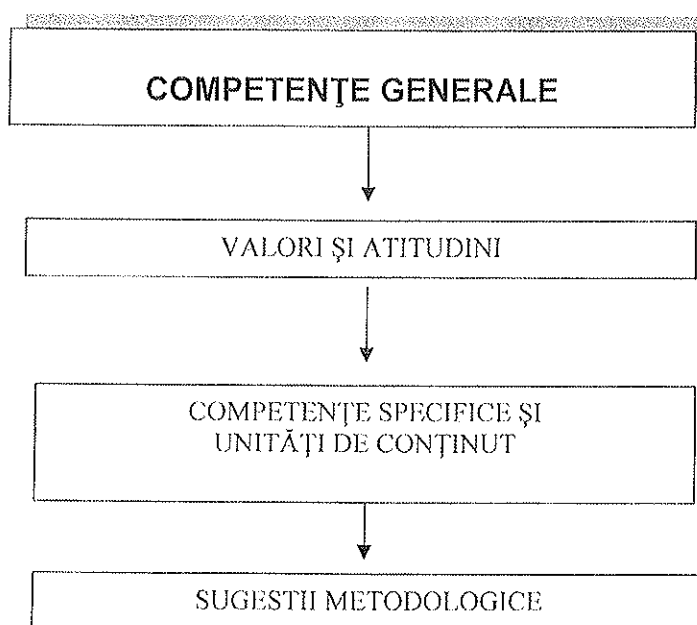 COMPETENŢE GENERALE
VALORI ŞI ATITUDINI
COMPETENŢE SPECIFICE ŞI
UNITĂŢI DE CONŢINUT
SUGESTII METODOLOGICE